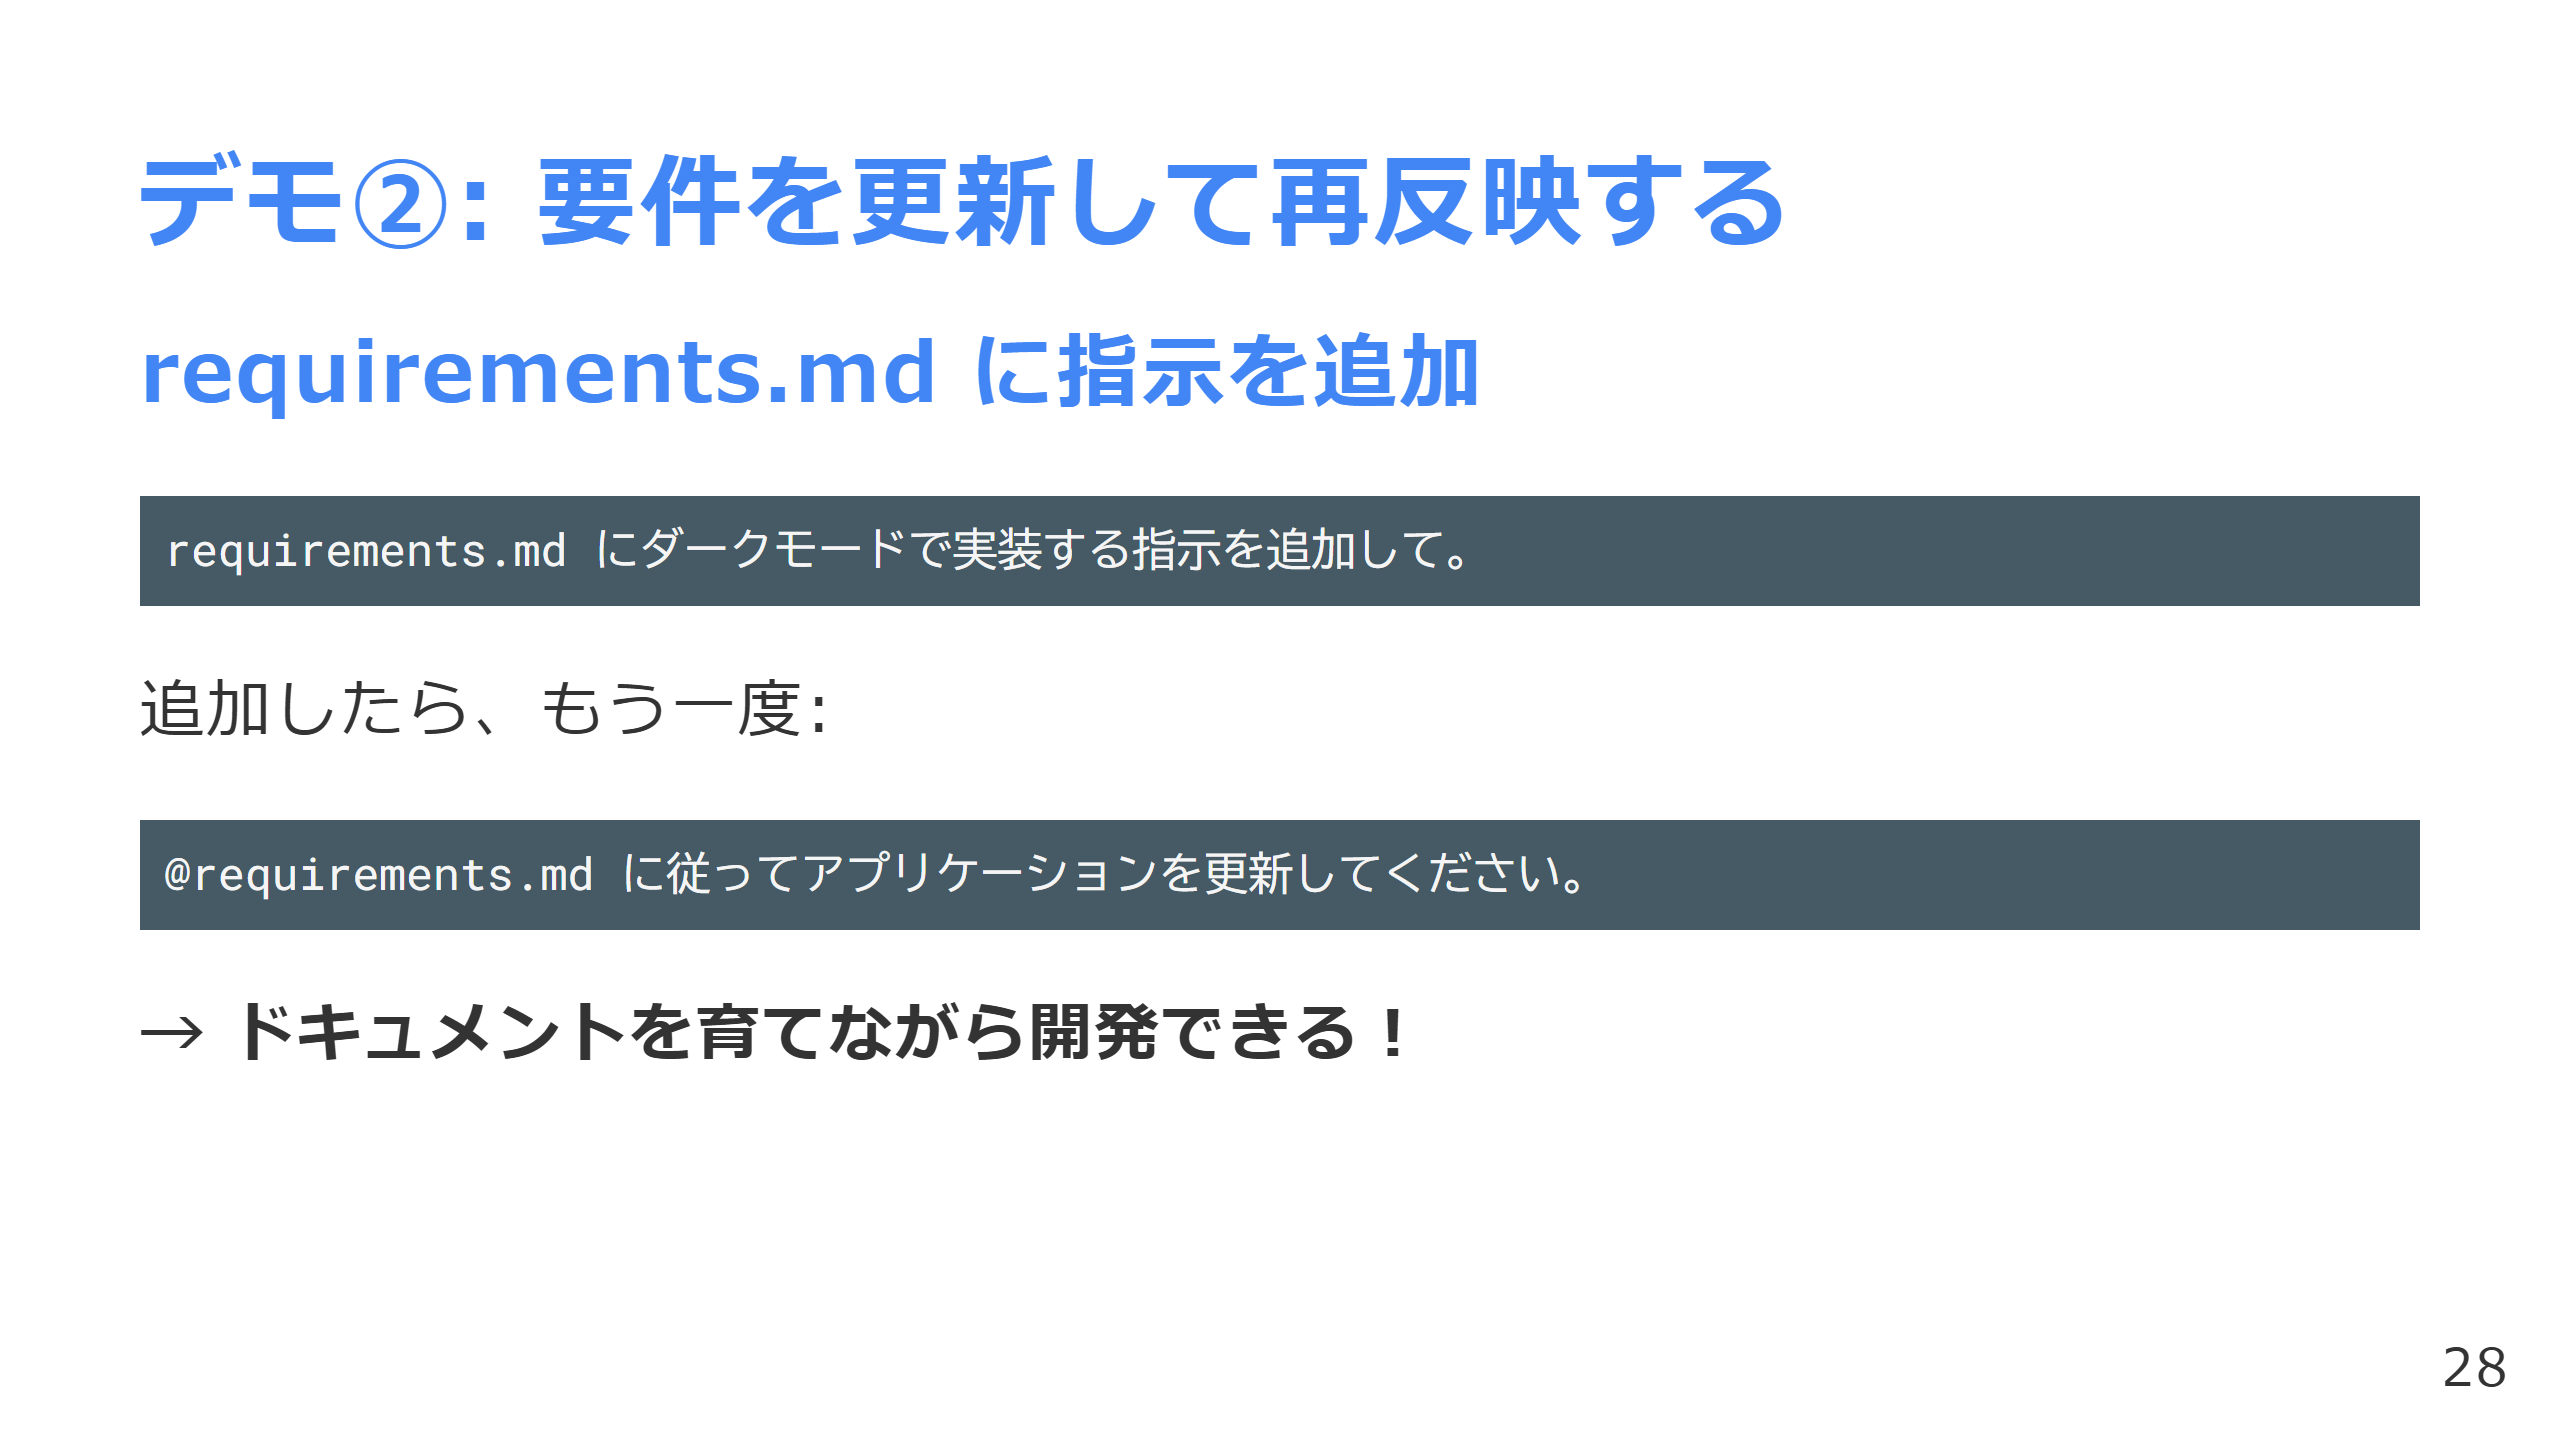 デモ②: 要件を更新して再反映する
requirements.md に指示を追加
requirements.md にダークモードで実装する指示を追加して。
追加したら、もう一度:
@requirements.md に従ってアプリケーションを更新してください。
→ ドキュメントを育てながら開発できる！
28